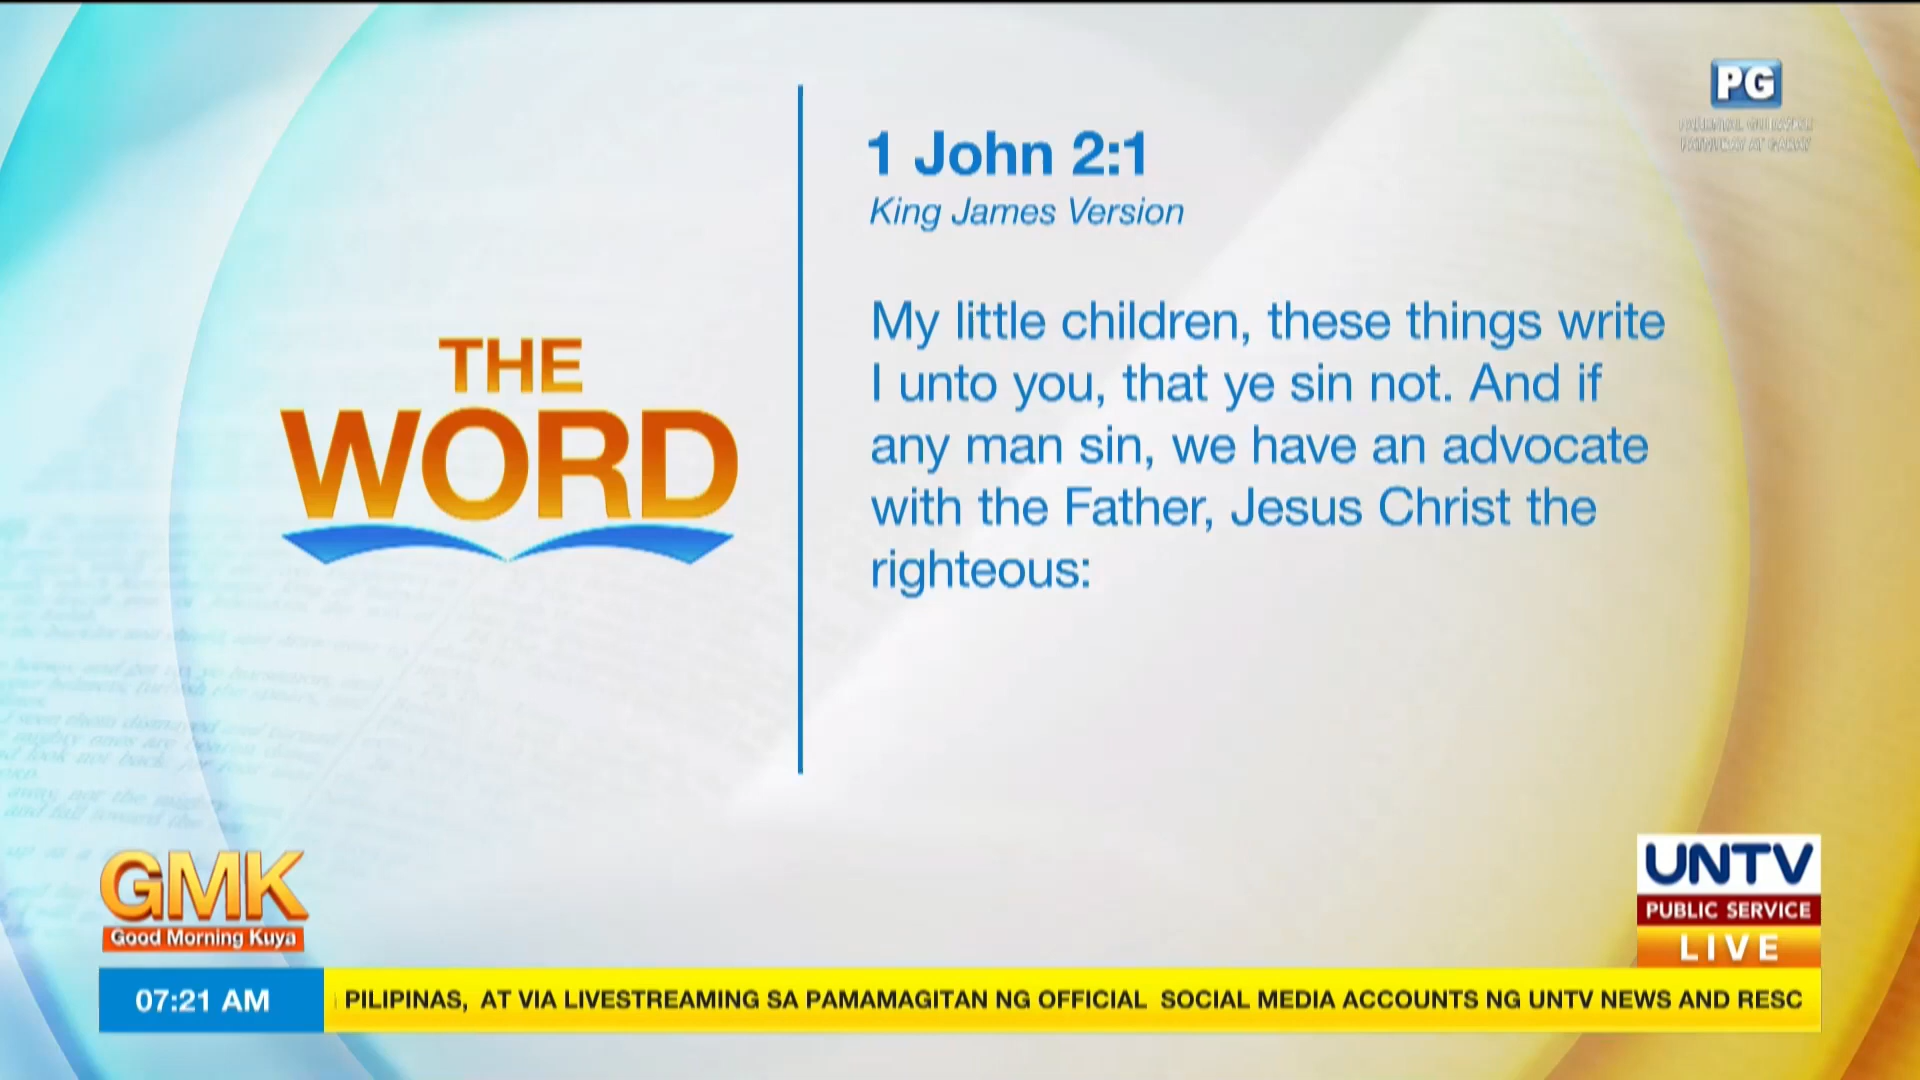 PG
1 John 2:1
King James Version
My little children, these things write
I unto you, that ye sin not. And if
any man sin, we have an advocate
with the Father, Jesus Christ the
righteous:
THE
WORD
GMK
Good Morning Kuya
UNTV
PUBLIC SERVICE
LIVE
07:21 AM
PILIPINAS, AT VIA LIVESTREAMING SA PAMAMAGITAN NG OFFICIAL SOCIAL MEDIA ACCOUNTS NG UNTV NEWS AND RESC